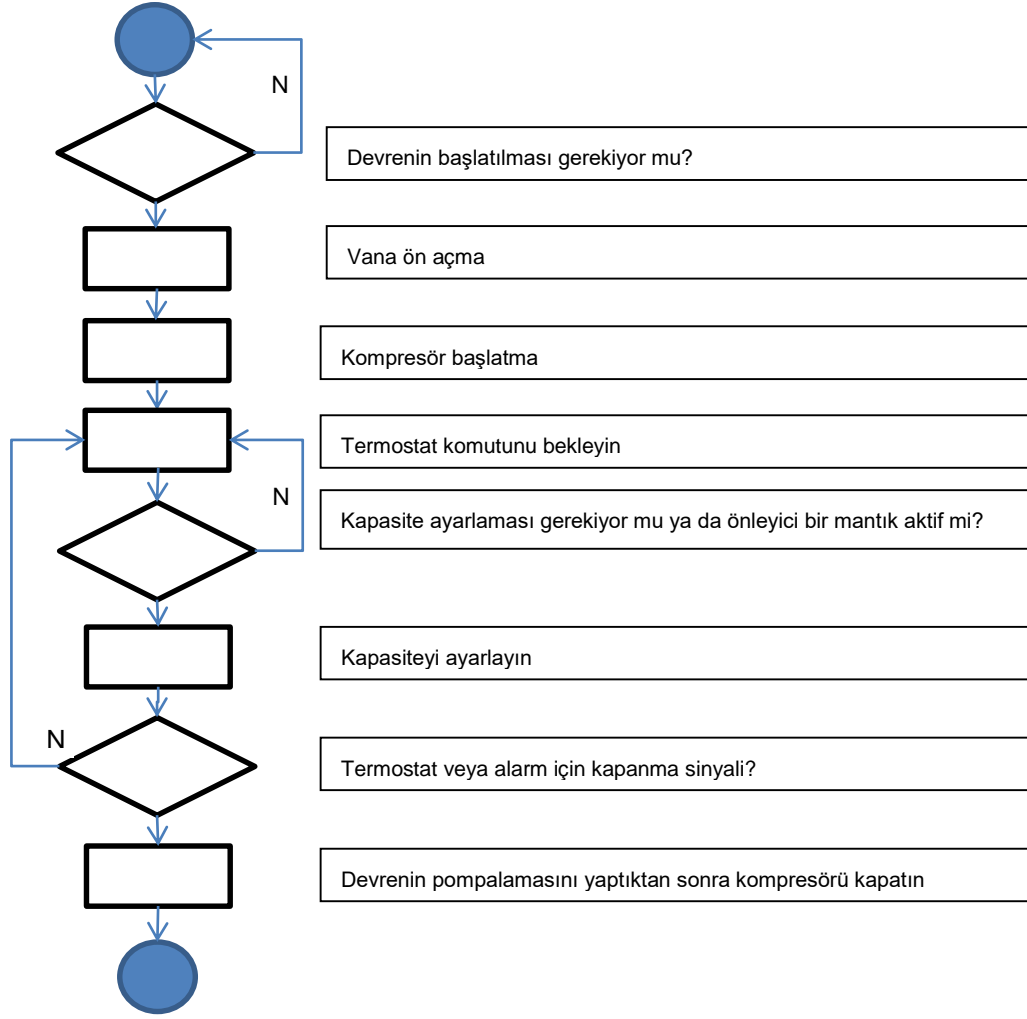 N
Devrenin başlatılması gerekiyor mu?
Vana ön açma
Kompresör başlatma
Termostat komutunu bekleyin
N
Kapasite ayarlaması gerekiyor mu ya da önleyici bir mantık aktif mi?
Kapasiteyi ayarlayın
N
Termostat veya alarm için kapanma sinyali?
Devrenin pompalamasını yaptıktan sonra kompresörü kapatın